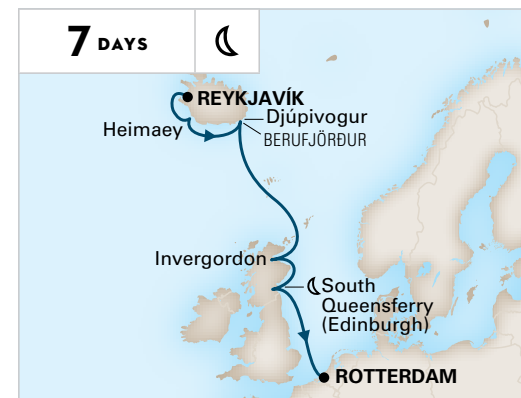 7 DAYS
REYKJAVÍK
Heimaey
Djúpivogur
BERUFJÖRÐUR
Invergordon
South
Queensferry
(Edinburgh)
ROTTERDAM